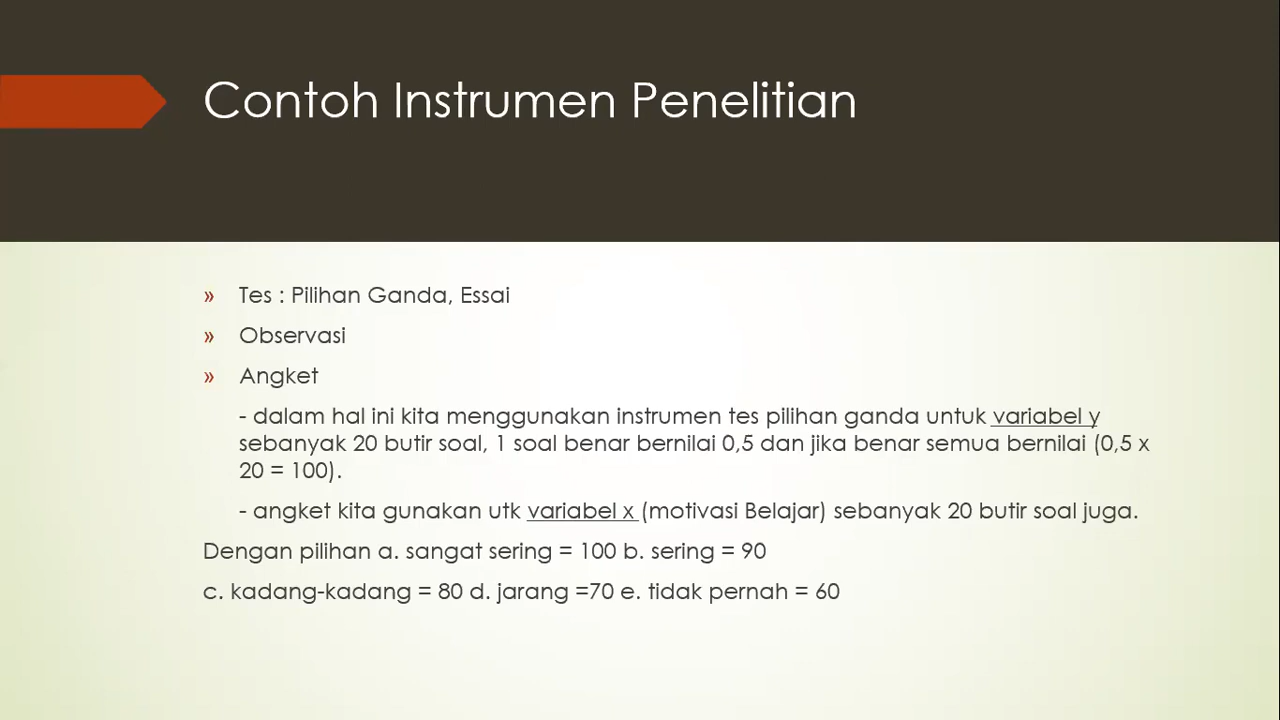 Contoh Instrumen Penelitian
» Tes : Pilihan Ganda, Essai
» Observasi
» Angket
- dalam hal ini kita menggunakan instrumen tes pilihan ganda untuk variabel y
sebanyak 20 butir soal, 1 soal benar bernilai 0,5 dan jika benar semua bernilai (0,5 x
20 = 100).
- angket kita gunakan utk variabel x (motivasi Belajar) sebanyak 20 butir soal juga.
Dengan pilihan a. sangat sering = 100 b. sering = 90
c. kadang-kadang = 80 d. jarang =70 e. tidak pernah = 60